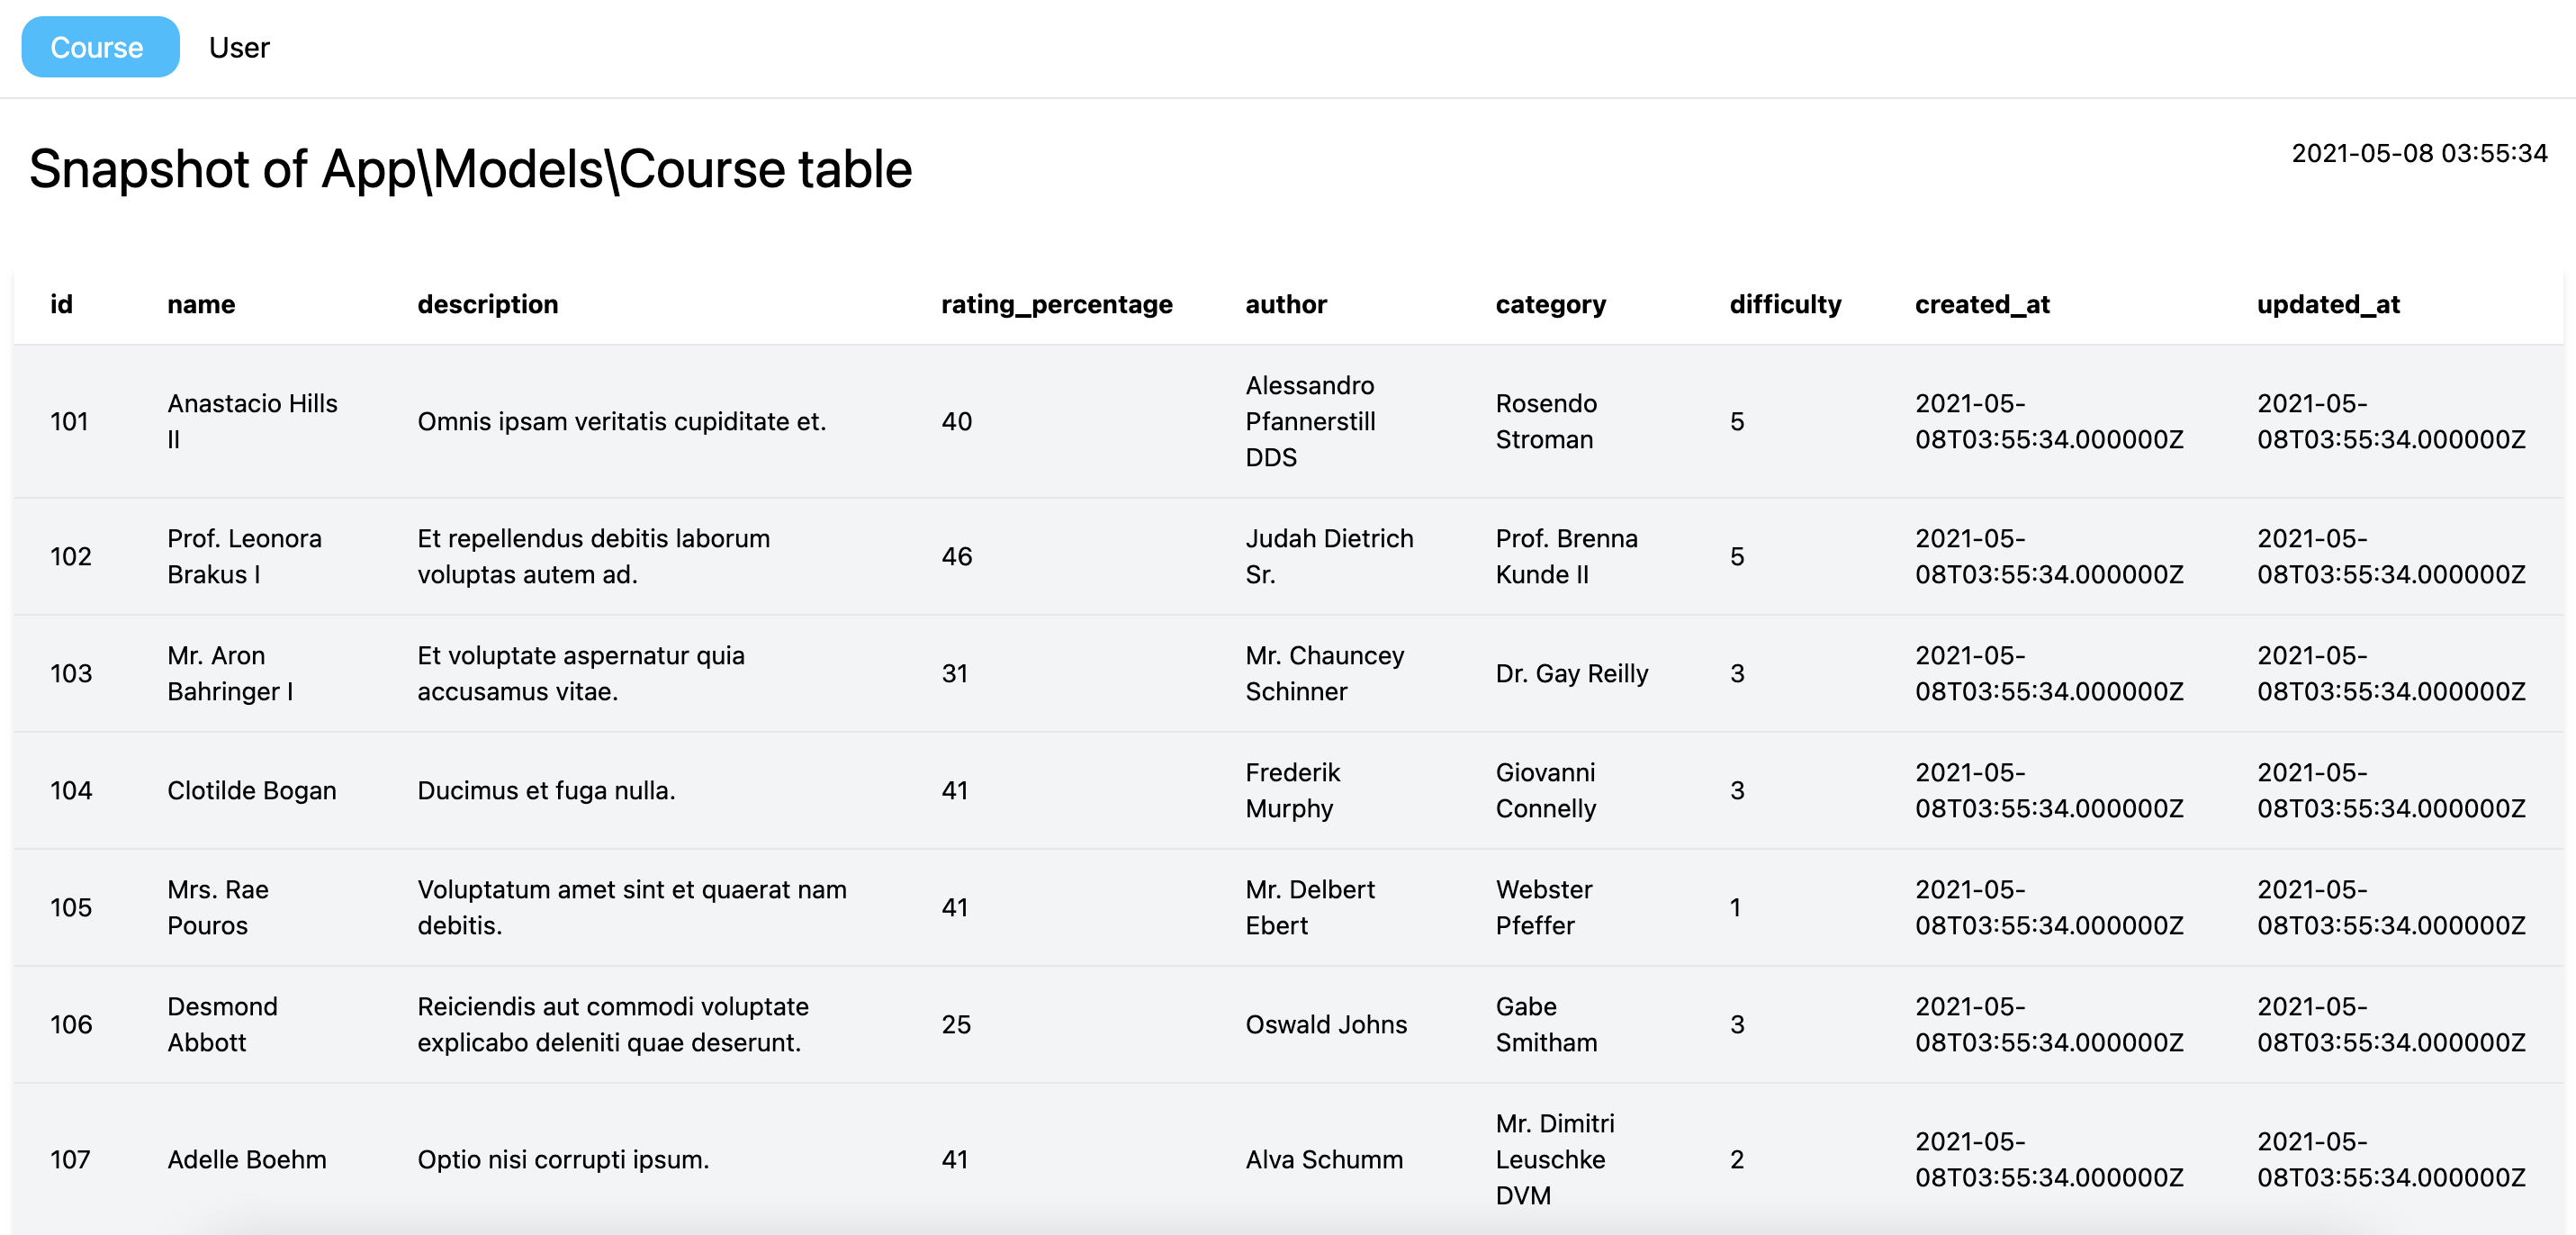 Course User
Snapshot of App\Models\Course table
2021-05-08 03:55:34
id name description rating_percentage author category difficulty created_at updated_at
101
Anastacio Hills
II
Omnis ipsam veritatis cupiditate et.
40
Alessandro
Pfannerstill
DDS
Rosendo
Stroman
5
2021-05-
08T03:55:34.000000Z
2021-05-
08T03:55:34.000000Z
102
Prof. Leonora
Brakus I
Et repellendus debitis laborum
voluptas autem ad.
46
Judah Dietrich
Sr.
Prof. Brenna
Kunde II
5
2021-05-
08T03:55:34.000000Z
2021-05-
08T03:55:34.000000Z
103
Mr. Aron
Bahringer I
Et voluptate aspernatur quia
accusamus vitae.
31
Mr. Chauncey
Schinner
Dr. Gay Reilly
3
2021-05-
08T03:55:34.000000Z
2021-05-
08T03:55:34.000000Z
104
Clotilde Bogan
Ducimus et fuga nulla.
41
Frederik
Murphy
Giovanni
Connelly
3
2021-05-
08T03:55:34.000000Z
2021-05-
08T03:55:34.000000Z
105
Mrs. Rae
Pouros
Voluptatum amet sint et quaerat nam
debitis.
41
Mr. Delbert
Ebert
Webster
Pfeffer
1
2021-05-
08T03:55:34.000000Z
2021-05-
08T03:55:34.000000Z
106
Desmond
Abbott
Reiciendis aut commodi voluptate
explicabo deleniti quae deserunt.
25
Oswald Johns
Gabe
Smitham
3
2021-05-
08T03:55:34.000000Z
2021-05-
08T03:55:34.000000Z
107
Adelle Boehm
Optio nisi corrupti ipsum.
41
Alva Schumm
Mr. Dimitri
Leuschke
DVM
2
2021-05-
08T03:55:34.000000Z
2021-05-
08T03:55:34.000000Z